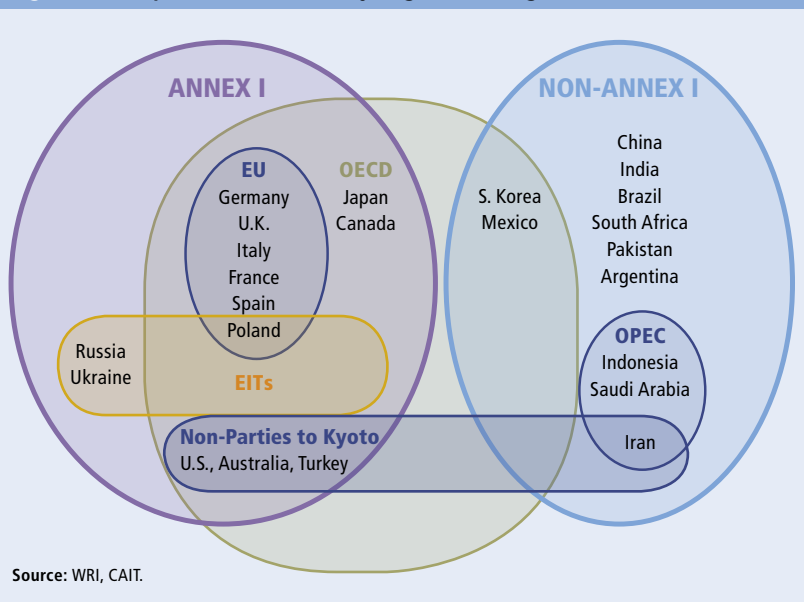 ANNEX I
NON-ANNEX I
EU
Germany
U.K.
Italy
France
Spain
Poland
OECD
Japan
Canada
S. Korea
Mexico
China
India
Brazil
South Africa
Pakistan
Argentina
Russia
Ukraine
EITs
OPEC
Indonesia
Saudi Arabia
Iran
Non-Parties to Kyoto
U.S., Australia, Turkey
Source: WRI, CAIT.